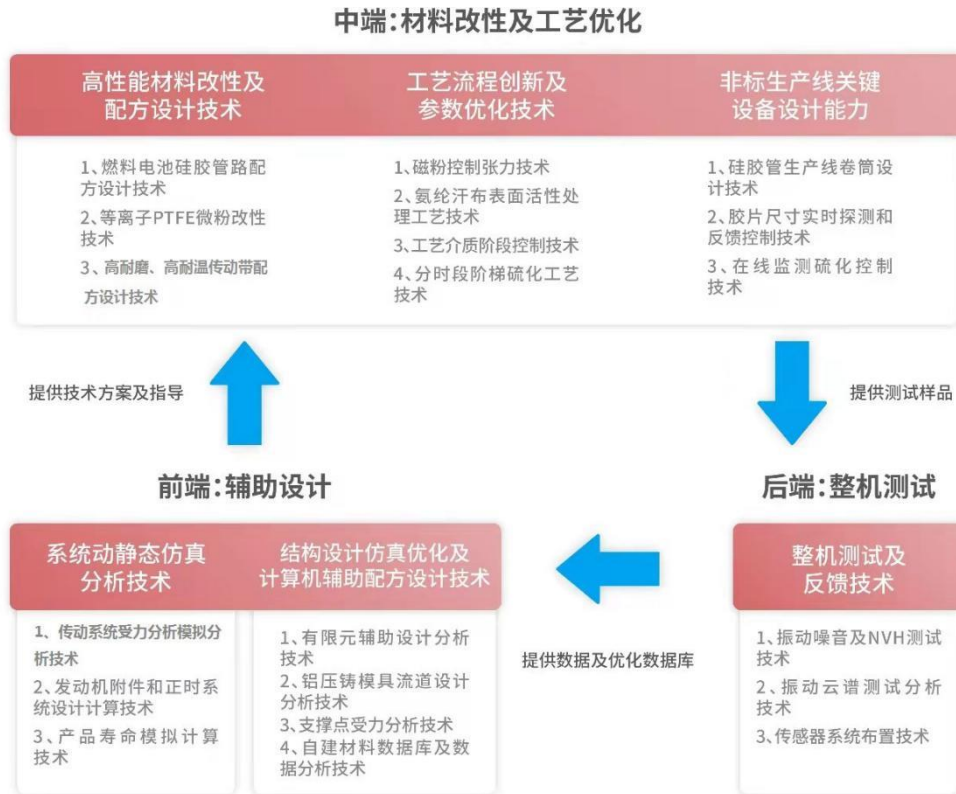 中端:材料改性及工艺优化
高性能材料改性及
配方设计技术
1、燃料电池硅胶管路配
方设计技术
2、等离子PTFE微粉改性
技术
3、高耐磨、高耐温传动带配
方设计技术
工艺流程创新及
参数优化技术
1、磁粉控制张力技术
2、氨纶汗布表面活性处
理工艺技术
3、工艺介质阶段控制技术
4、分时段阶梯硫化工艺
技术
非标生产线关键
设备设计能力
1、硅胶管生产线卷筒设
计技术
2、胶片尺寸实时探测和
反馈控制技术
3、在线监测硫化控制
技术
提供技术方案及指导
提供测试样品
前端:辅助设计
系统动静态仿真
分析技术
1、传动系统受力分析模拟分
析技术
2、发动机附件和正时系
统设计计算技术
3、产品寿命模拟计算
技术
结构设计仿真优化及
计算机辅助配方设计技术
1、有限元辅助设计分析
技术
2、铝压铸模具流道设计
分析技术
3、支撑点受力分析技术
4、自建材料数据库及数
据分析技术
提供数据及优化数据库
后端:整机测试
整机测试及
反馈技术
1、振动噪音及NVH测试
技术
2、振动云谱测试分析
技术
3、传感器系统布置技术